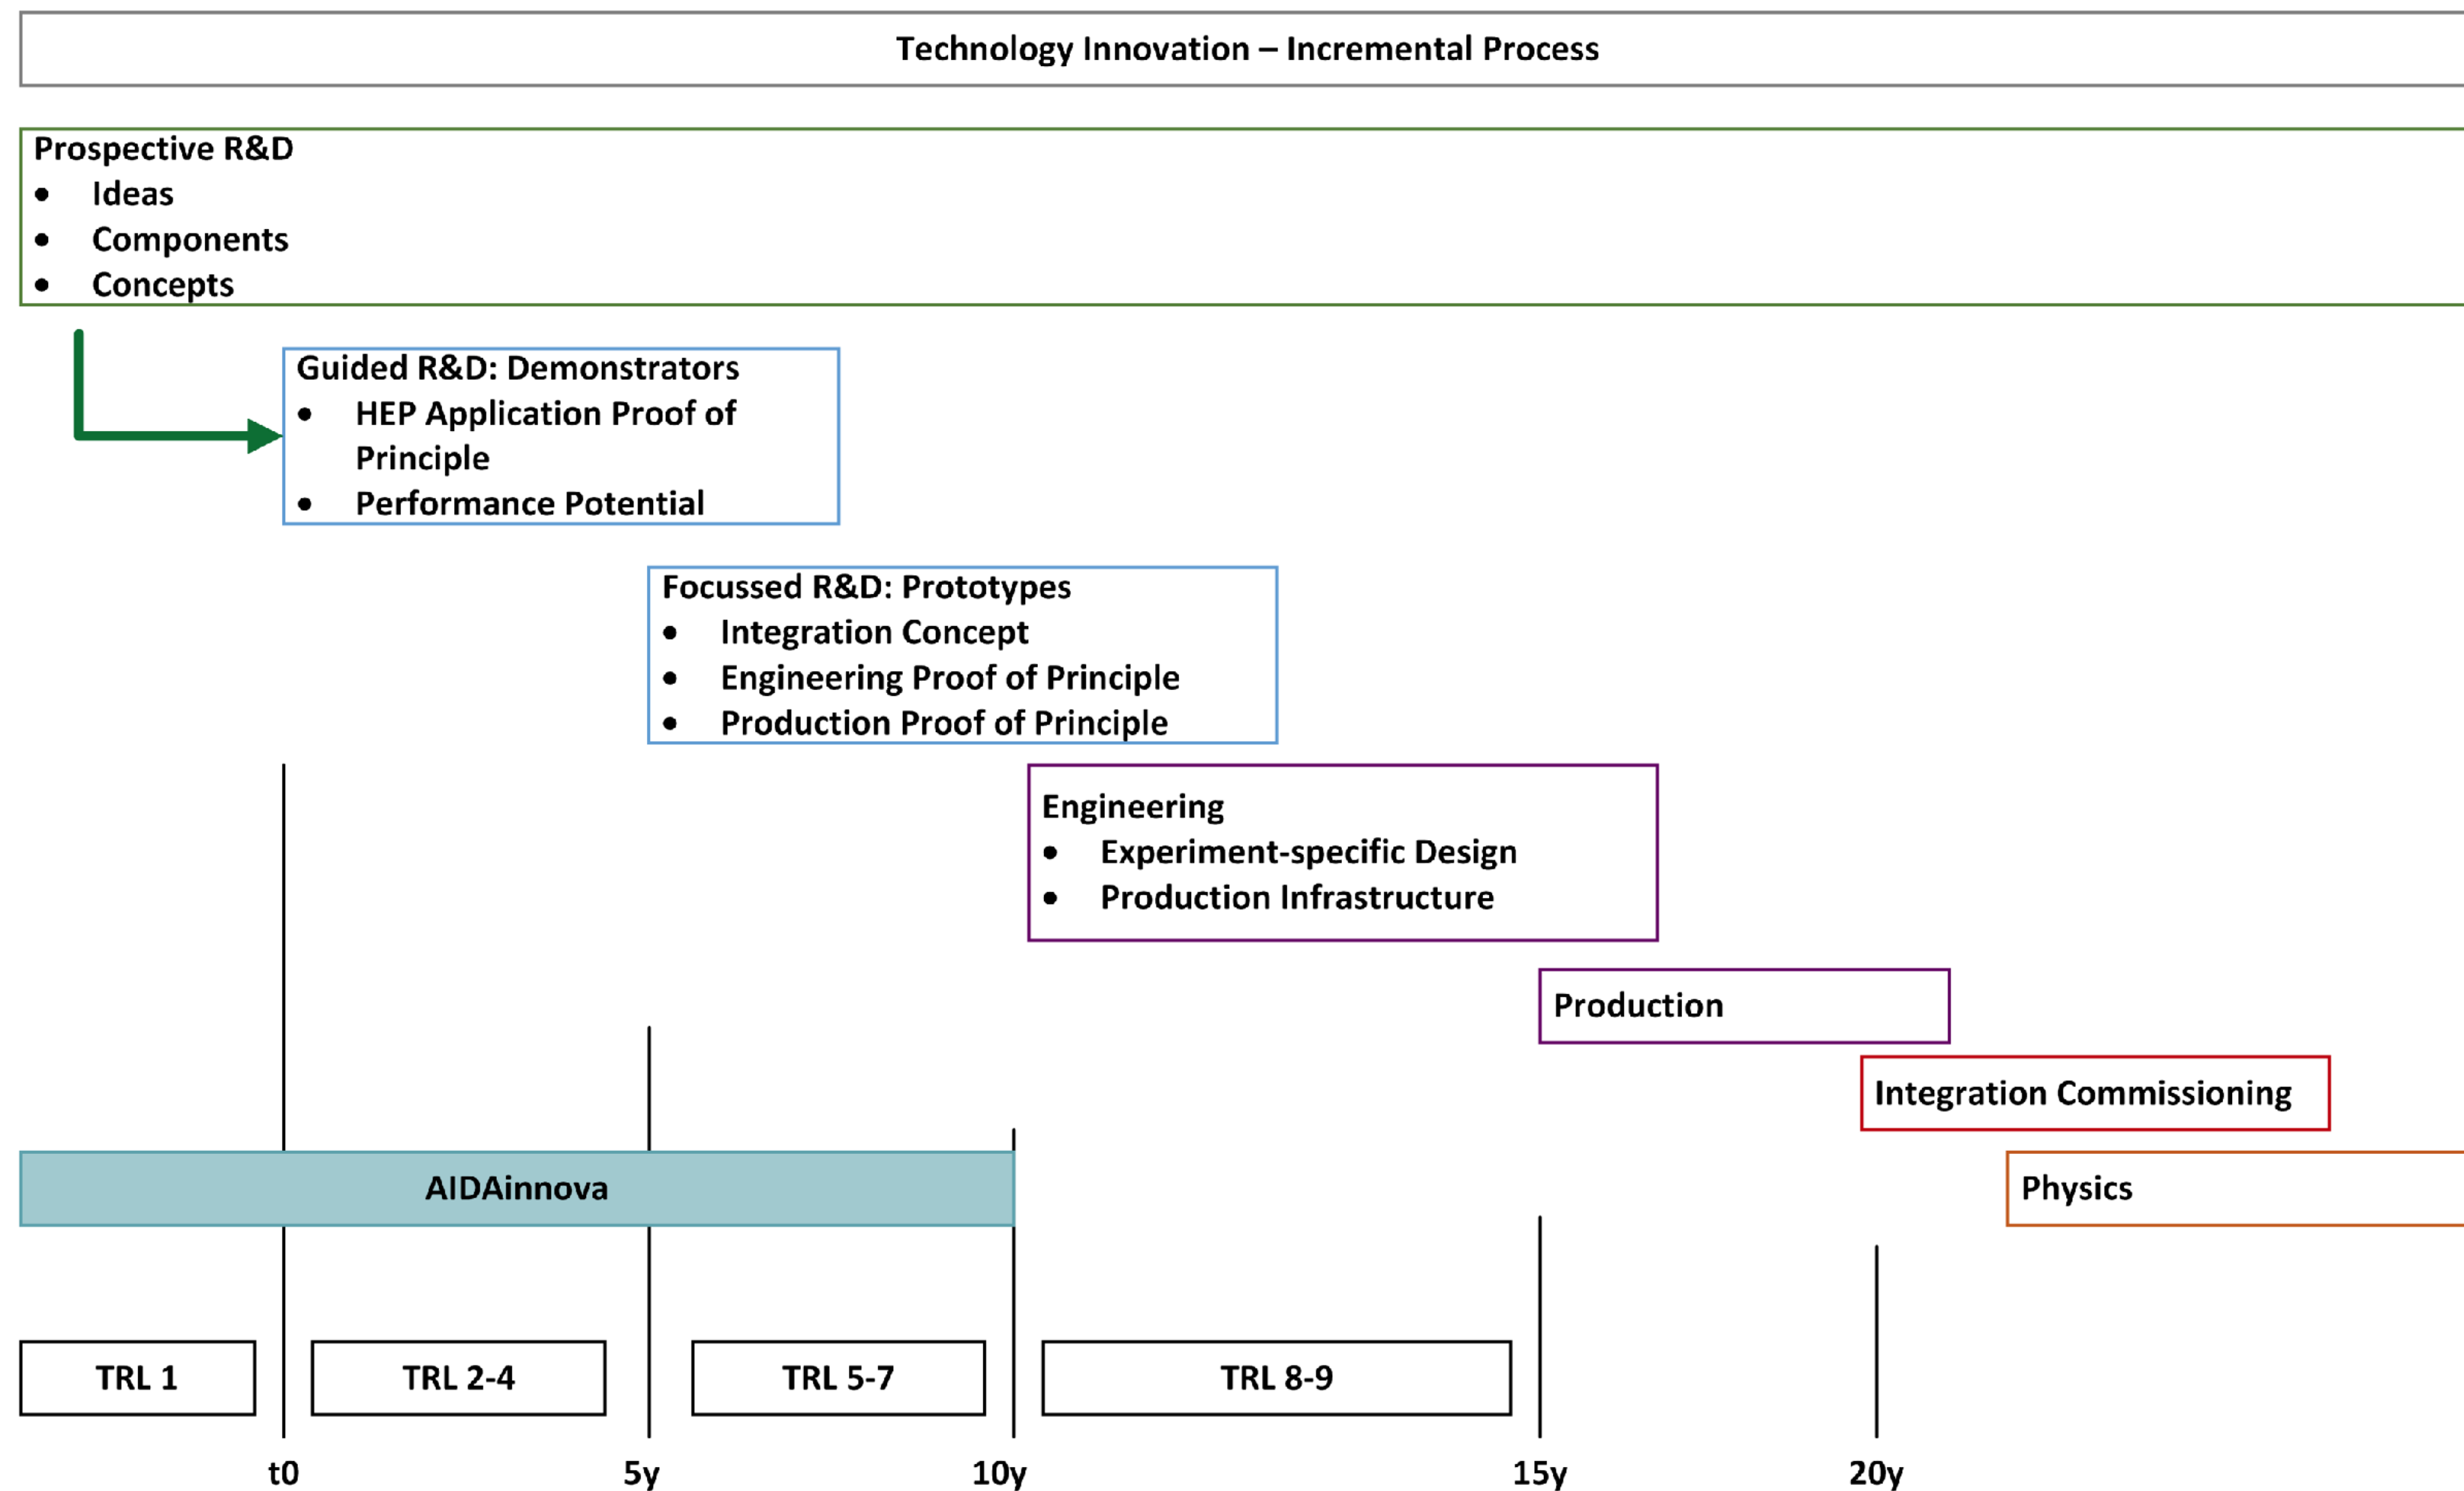 Technology Innovation – Incremental Process
Prospective R&D
• Ideas
• Components
• Concepts
Guided R&D: Demonstrators
• HEP Application Proof of
Principle
• Performance Potential
Focussed R&D: Prototypes
• Integration Concept
• Engineering Proof of Principle
• Production Proof of Principle
Engineering
• Experiment-specific Design
• Production Infrastructure
Production
Integration Commissioning
AIDAinnova
Physics
TRL 1
TRL 2-4
TRL 5-7
TRL 8-9
t0
5y
10y
15y
20y